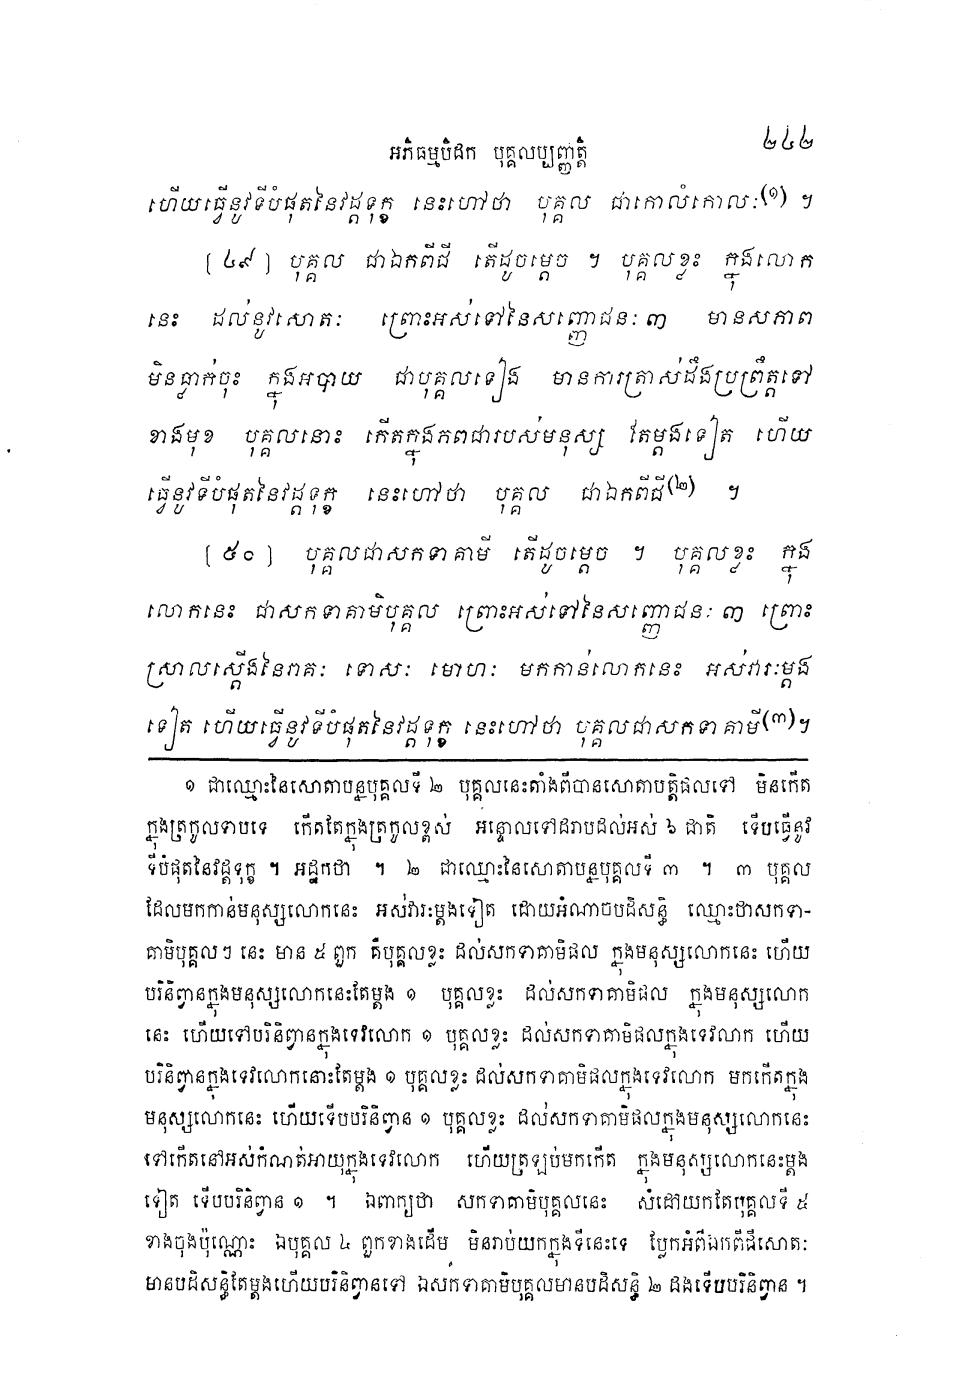 អភិធម្មបិដក បុគ្គលប្បញ្ញត្តិ
២៤២
ហើយធ្វើនូវទីបំផុតនៃវដ្តទុក្ខ នេះហៅថា បុគ្គល ជាកោលំកោលៈ(១) ។
[ ៤៩ ] បុគ្គល ជាឯកពីជី តើដូចម្តេច ។ បុគ្គលខ្លះ ក្នុងលោក
នេះ ដល់នូវសោតៈ ព្រោះអស់ទៅនៃសញ្ញោជនៈ ៣ មានសភាព
មិនធ្លាក់ចុះ ក្នុងអបាយ ជាបុគ្គលទៀង មានការត្រាស់ដឹងប្រព្រឹត្តទៅ
ខាងមុខ បុគ្គលនោះ កើតក្នុងភពជារបស់មនុស្ស តែម្តងទៀត ហើយ
ធ្វើនូវទីបំផុតនៃវដ្តទុក្ខ នេះហៅថា បុគ្គល ជាឯកពីជី(២) ។
[ ៥០ ] បុគ្គលជាសកទាគាមី តើដូចម្តេច ។ បុគ្គលខ្លះ ក្នុង
លោកនេះ ជាសកទាគាមិបុគ្គល ព្រោះអស់ទៅនៃសញ្ញោជនៈ ៣ ព្រោះ
ស្រាលស្តើងនៃរាគៈ ទោសៈ មោហៈ មកកាន់លោកនេះ អស់វារៈម្តង
ទៀត ហើយធ្វើនូវទីបំផុតនៃវដ្តទុក្ខ នេះហៅថា បុគ្គលជាសកទាគាមី(៣)។
១ ជាឈ្មោះនៃសោតាបន្នបុគ្គលទី ២ បុគ្គលនេះតាំងពីបានសោតាបត្តិផលទៅ មិនកើត
ក្នុងត្រកូលទាបទេ កើតតែក្នុងត្រកូលខ្ពស់ អន្ទោលទៅដរាបដល់អស់ ៦ ជាតិ ទើបធ្វើនូវ
ទីបំផុតនៃវដ្តទុក្ខ ។ អដ្ឋកថា ។ ២ ជាឈ្មោះនៃសោតាបន្នបុគ្គលទី ៣ ។ ៣ បុគ្គល
ដែលមកកាន់មនុស្សលោកនេះ អស់វារៈម្តងទៀត ដោយអំណាចបដិសន្ធិ ឈ្មោះថាសកទា-
គាមិបុគ្គលៗ នេះ មាន ៥ ពួក គឺបុគ្គលខ្លះ ដល់សកទាគាមិផល ក្នុងមនុស្សលោកនេះ ហើយ
បរិនិព្វានក្នុងមនុស្សលោកនេះតែម្តង ១ បុគ្គលខ្លះ ដល់សកទាគាមិផល ក្នុងមនុស្សលោក
នេះ ហើយទៅបរិនិព្វានក្នុងទេវលោក ១ បុគ្គលខ្លះ ដល់សកទាគាមិផលក្នុងទេវលាក ហើយ
បរិនិព្វានក្នុងទេវលោកនោះតែម្តង ១ បុគ្គលខ្លះ ដល់សកទាគាមិផលក្នុងទេវលោក មកកើតក្នុង
មនុស្សលោកនេះ ហើយទើបបរិនិព្វាន ១ បុគ្គលខ្លះ ដល់សកទាគាមិផលក្នុងមនុស្សលោកនេះ
ទៅកើតនៅអស់កំណត់អាយុក្នុងទេវលោក ហើយត្រឡប់មកកើត ក្នុងមនុស្សលោកនេះម្តង
ទៀត ទើបបរិនិព្វាន ១ ។ ឯពាក្យថា សកទាគាមិបុគ្គលនេះ សំដៅយកតែបុគ្គលទី ៥
ខាងចុងប៉ុណ្ណោះ ឯបុគ្គល ៤ ពួកខាងដើម មិនរាប់យកក្នុងទីនេះទេ ប្លែកអំពីឯកពីជីសោតៈ
មានបដិសន្ធិតែម្តងហើយបរិនិព្វានទៅ ឯសកទាគាមិបុគ្គលមានបដិសន្ធិ ២ ដងទើបបរិនិព្វាន ។